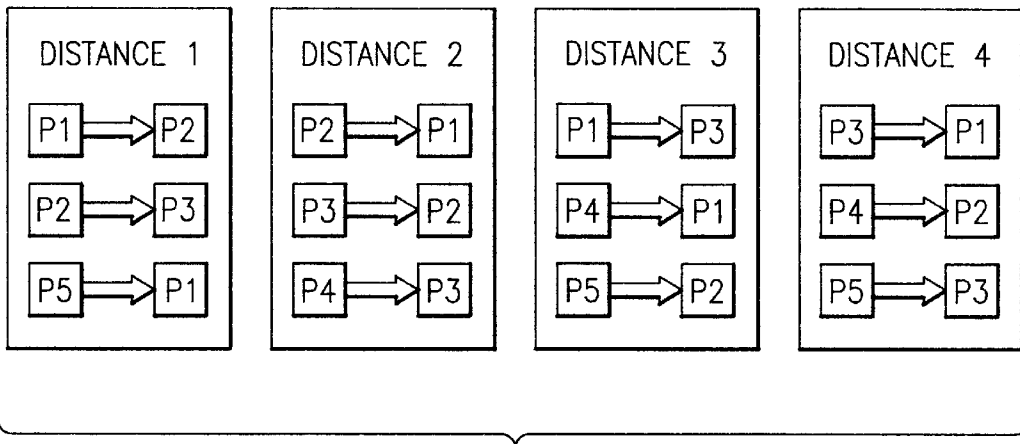 DISTANCE 1
P1 P2
P2 P3
P5 P1
DISTANCE 2
P2 P1
P3 P2
P4 P3
DISTANCE 3
P1 P3
P4 P1
P5 P2
DISTANCE 4
P3 P1
P4 P2
P5 P3